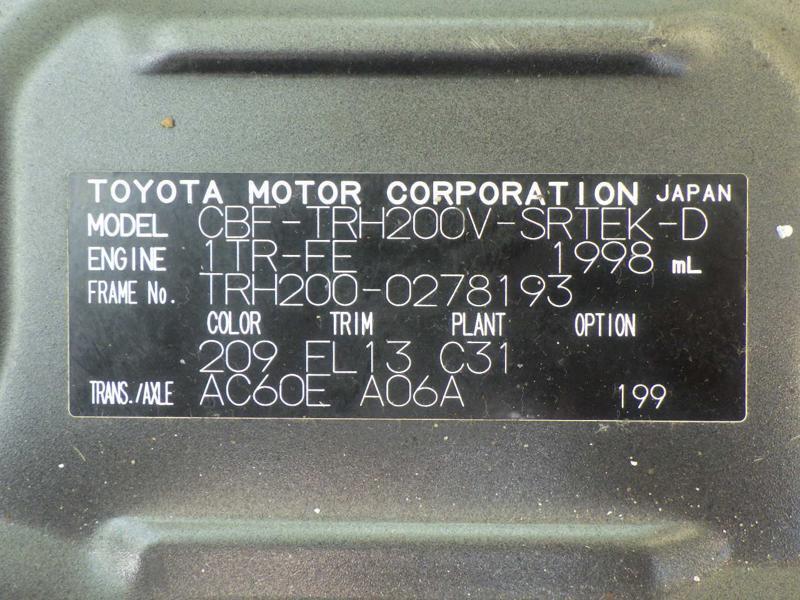 TOYOTA MOTOR CORPORATION JAPAN
MODEL CBF-TRH200V-SRTEK-D
ENGINE 1TR-FE 1998 mL
FRAME No. TRH200-0278193
COLOR TRIM PLANT OPTION
209 FL13 C31
TRANS./AXLE AC60E A06A 199